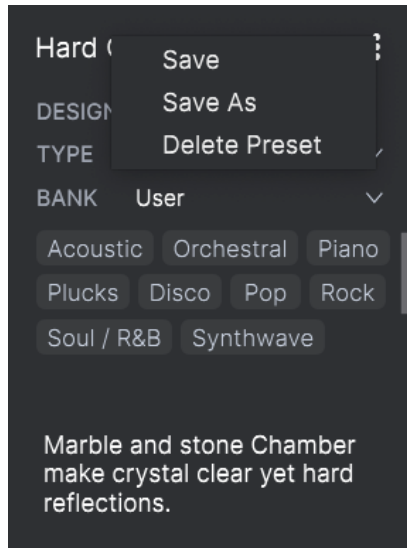 Hard
Save
Save As
Delete Preset
TYPE
BANK User
Acoustic Orchestral Piano
Plucks Disco Pop Rock
Soul / R&B Synthwave
Marble and stone Chamber
make crystal clear yet hard
reflections.